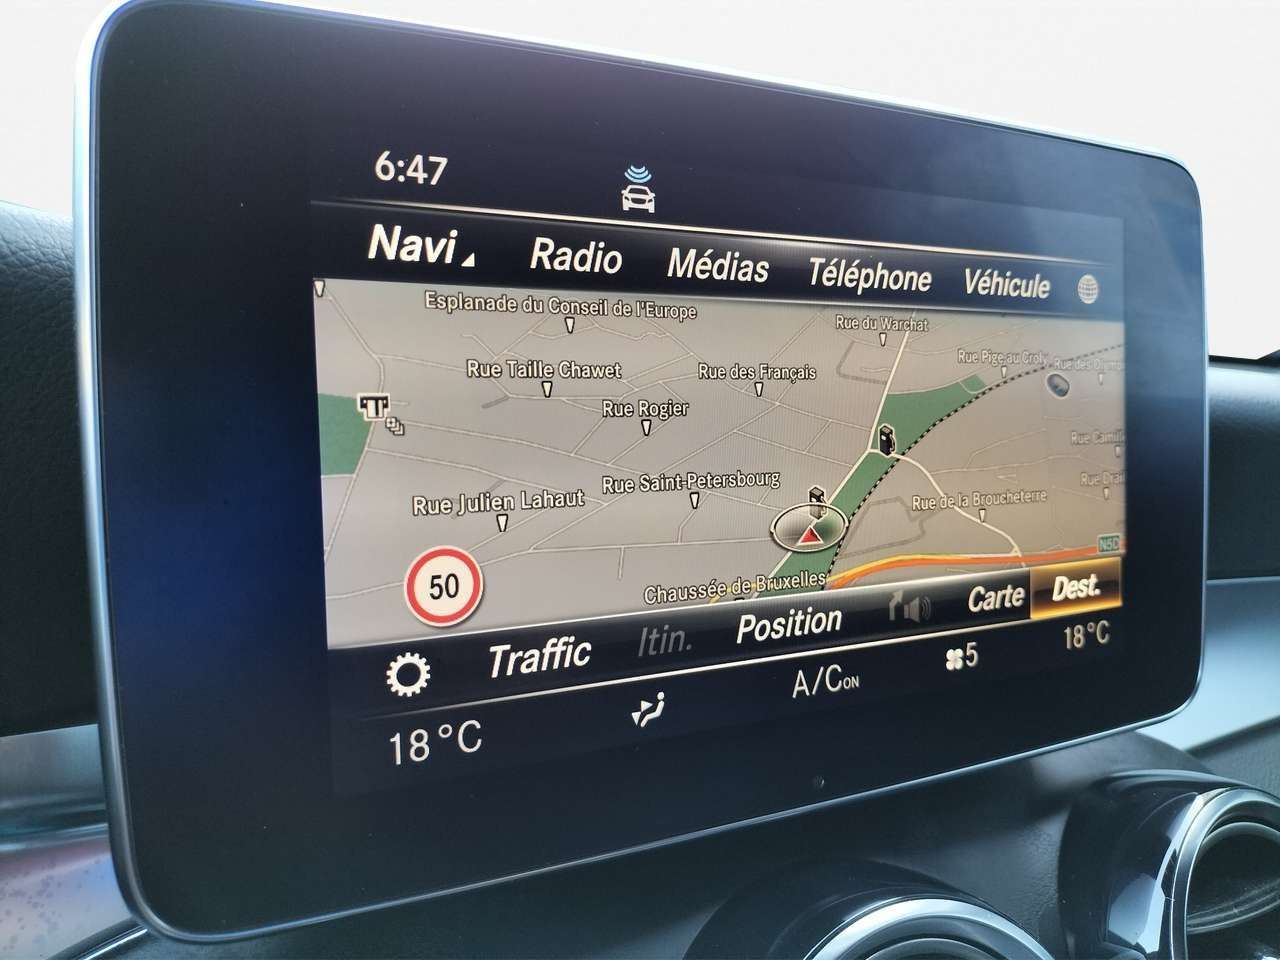 6:47
Navi Radio Médias Téléphone Véhicule
Esplanade du Conseil de l'Europe
Rue du Warchat
Rue Pige au Croly
Rue Taille Chawet
Rue des Français
Rue Rogier
Rue Saint-Petersbourg
Rue Julien Lahaut
Rue de la Broucheterre
N5D
50
Chaussée de Bruxelles
Traffic Itin. Position Carte Dest.
18°C A/C ON 5 18°C